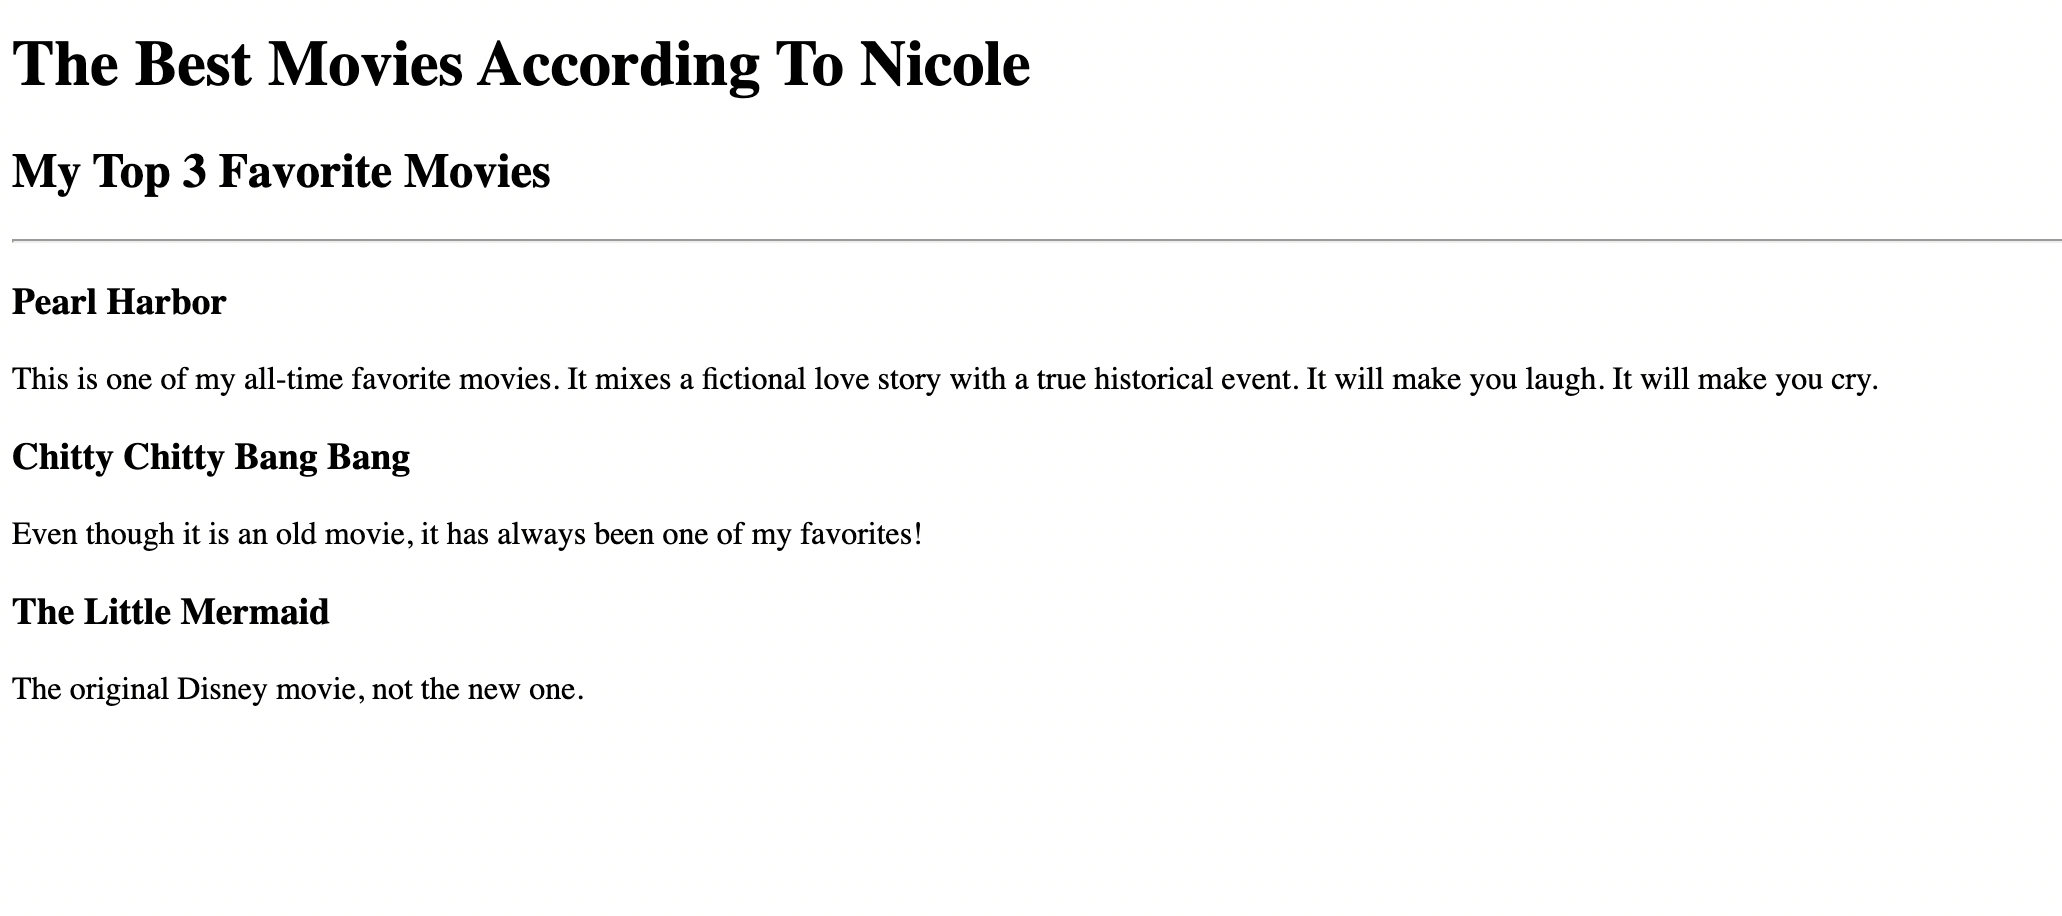 The Best Movies According To Nicole
My Top 3 Favorite Movies
Pearl Harbor
This is one of my all-time favorite movies. It mixes a fictional love story with a true historical event. It will make you laugh. It will make you cry.
Chitty Chitty Bang Bang
Even though it is an old movie, it has always been one of my favorites!
The Little Mermaid
The original Disney movie, not the new one.